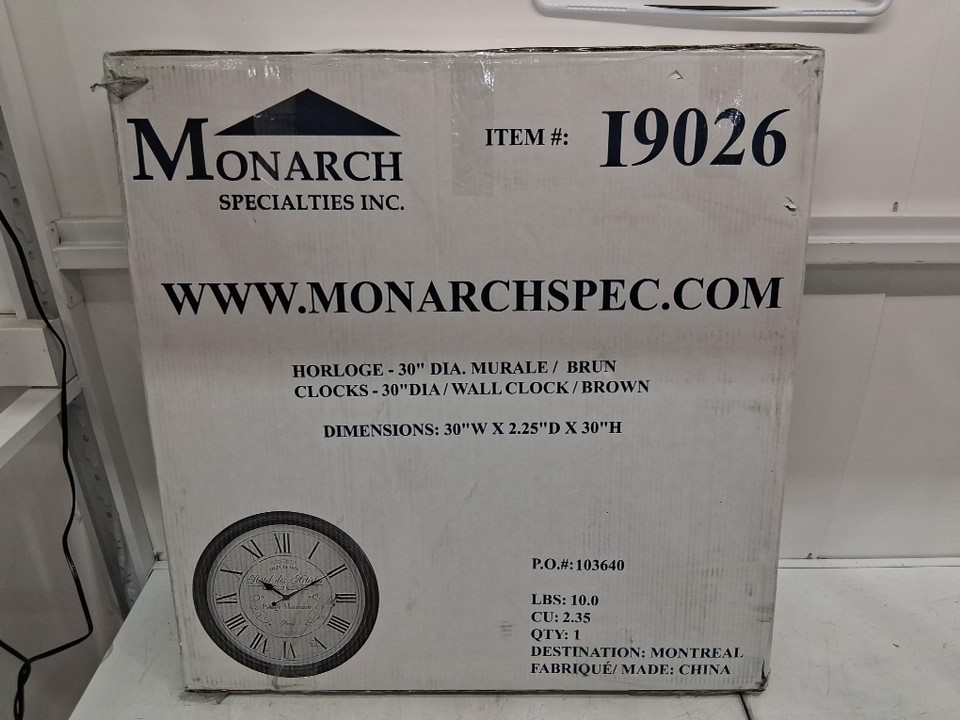 MONARCH
SPECIALTIES INC.
ITEM #: I9026
WWW.MONARCHSPEC.COM
HORLOGE - 30" DIA. MURALE / BRUN
CLOCKS - 30"DIA / WALL CLOCK / BROWN
DIMENSIONS: 30"W X 2.25"D X 30"H
XI XII I
P.O.#: 103640
LBS: 10.0
CU: 2.35
QTY: 1
DESTINATION: MONTREAL
FABRIQUÉ/ MADE: CHINA